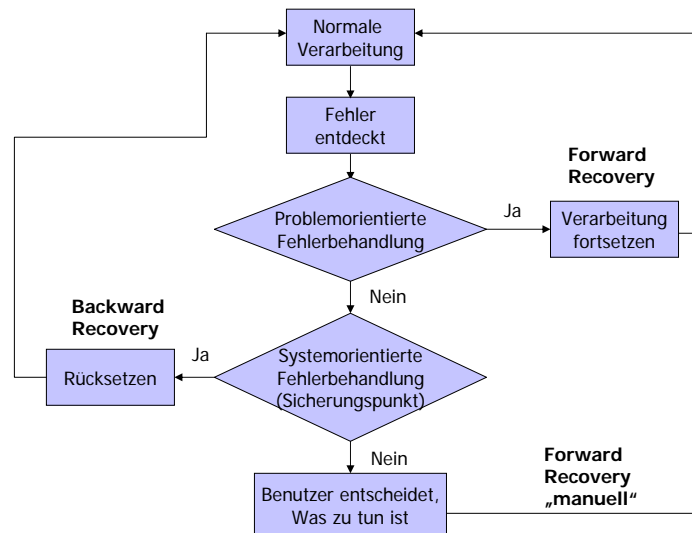 Normale
Verarbeitung
Fehler
entdeckt
Forward
Recovery
Problemorientierte
Fehlerbehandlung
Ja
Verarbeitung
fortsetzen
Nein
Backward
Recovery
Systemorientierte
Fehlerbehandlung
(Sicherungspunkt)
Ja
Rücksetzen
Nein
Forward
Recovery
„manuell“
Benutzer entscheidet,
Was zu tun ist